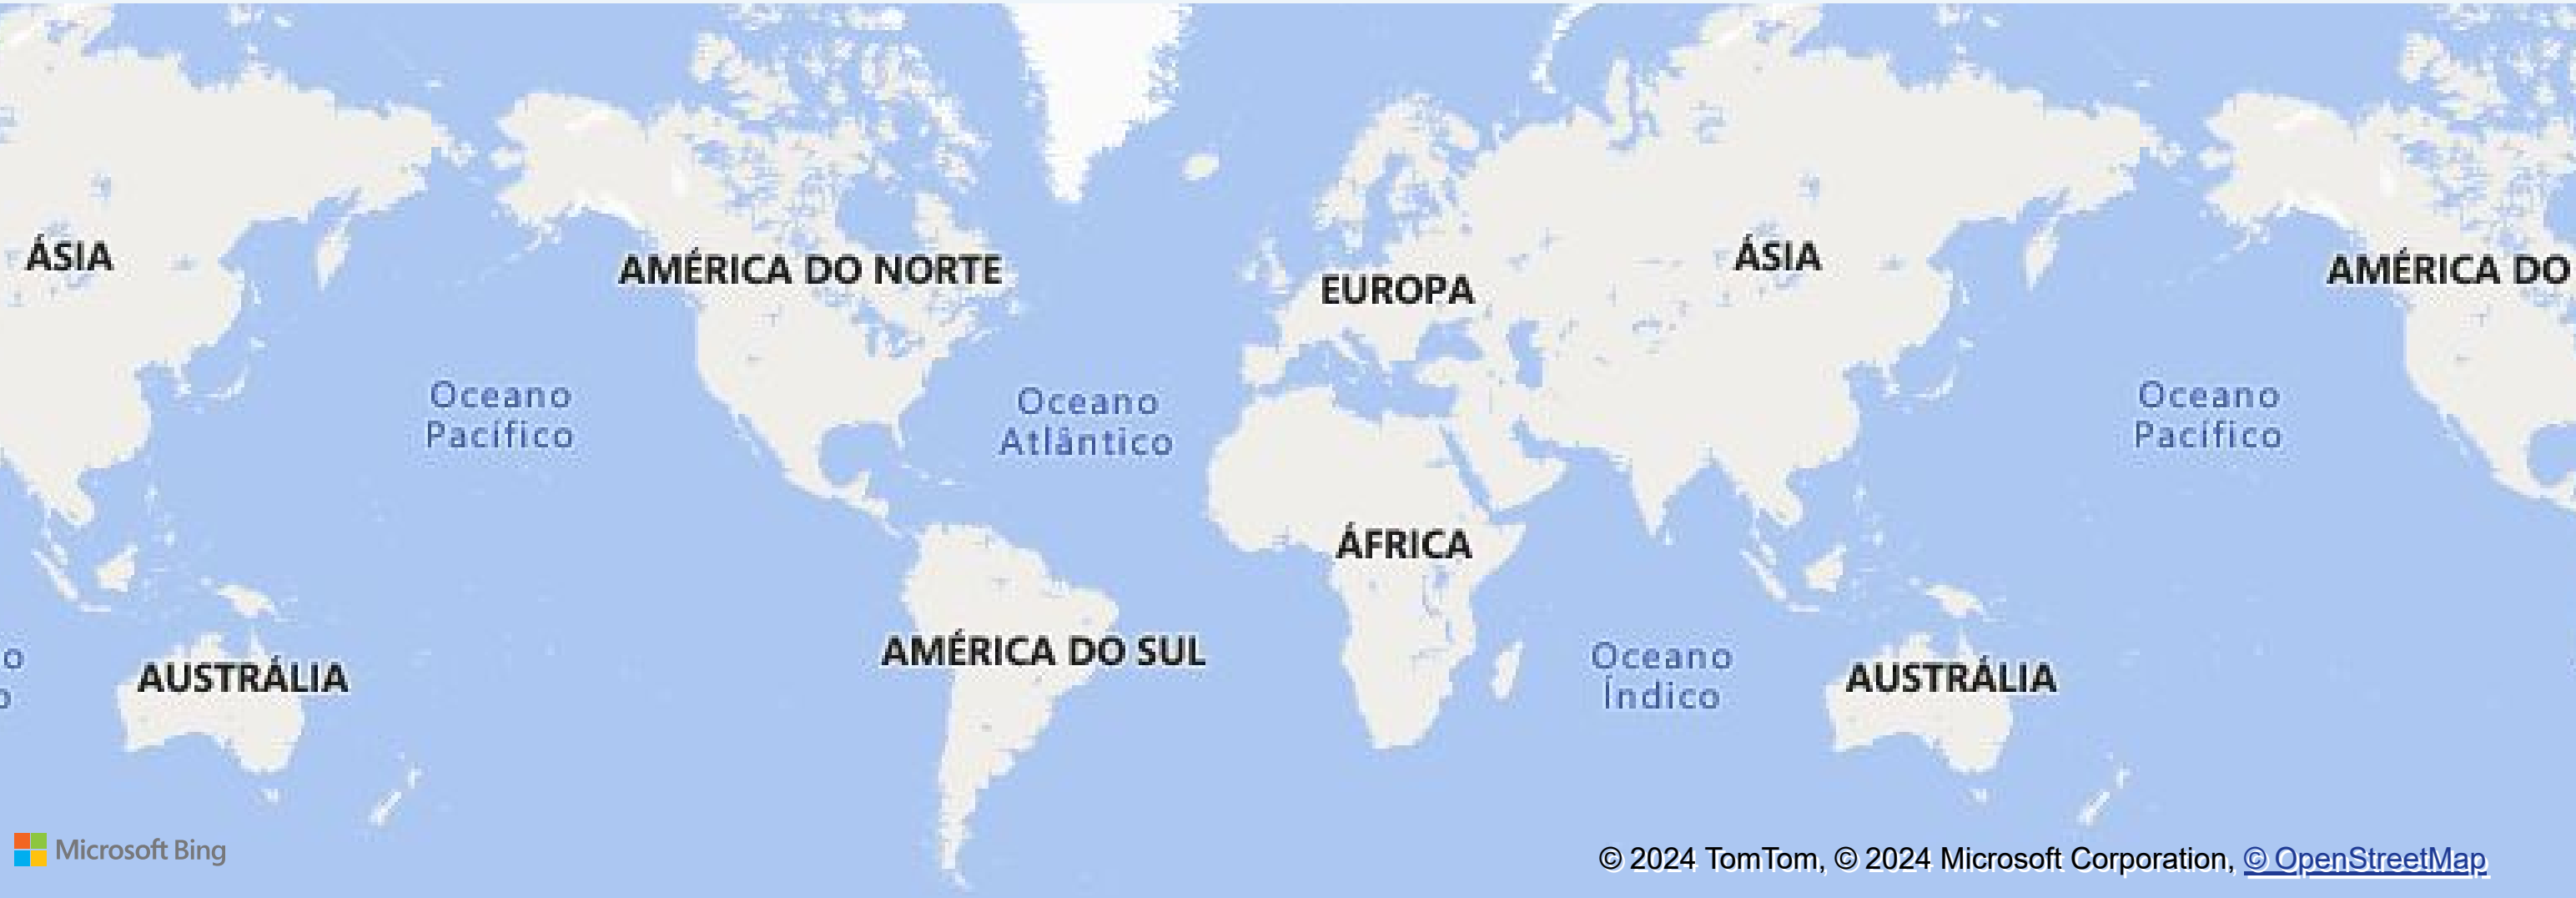 ÁSIA
AMÉRICA DO NORTE
EUROPA
ÁSIA
AMÉRICA DO
Oceano
Pacífico
Oceano
Atlântico
Oceano
Pacífico
ÁFRICA
AMÉRICA DO SUL
o
o
AUSTRÁLIA
Oceano
Índico
AUSTRÁLIA
Microsoft Bing
© 2024 TomTom, © 2024 Microsoft Corporation, © OpenStreetMap